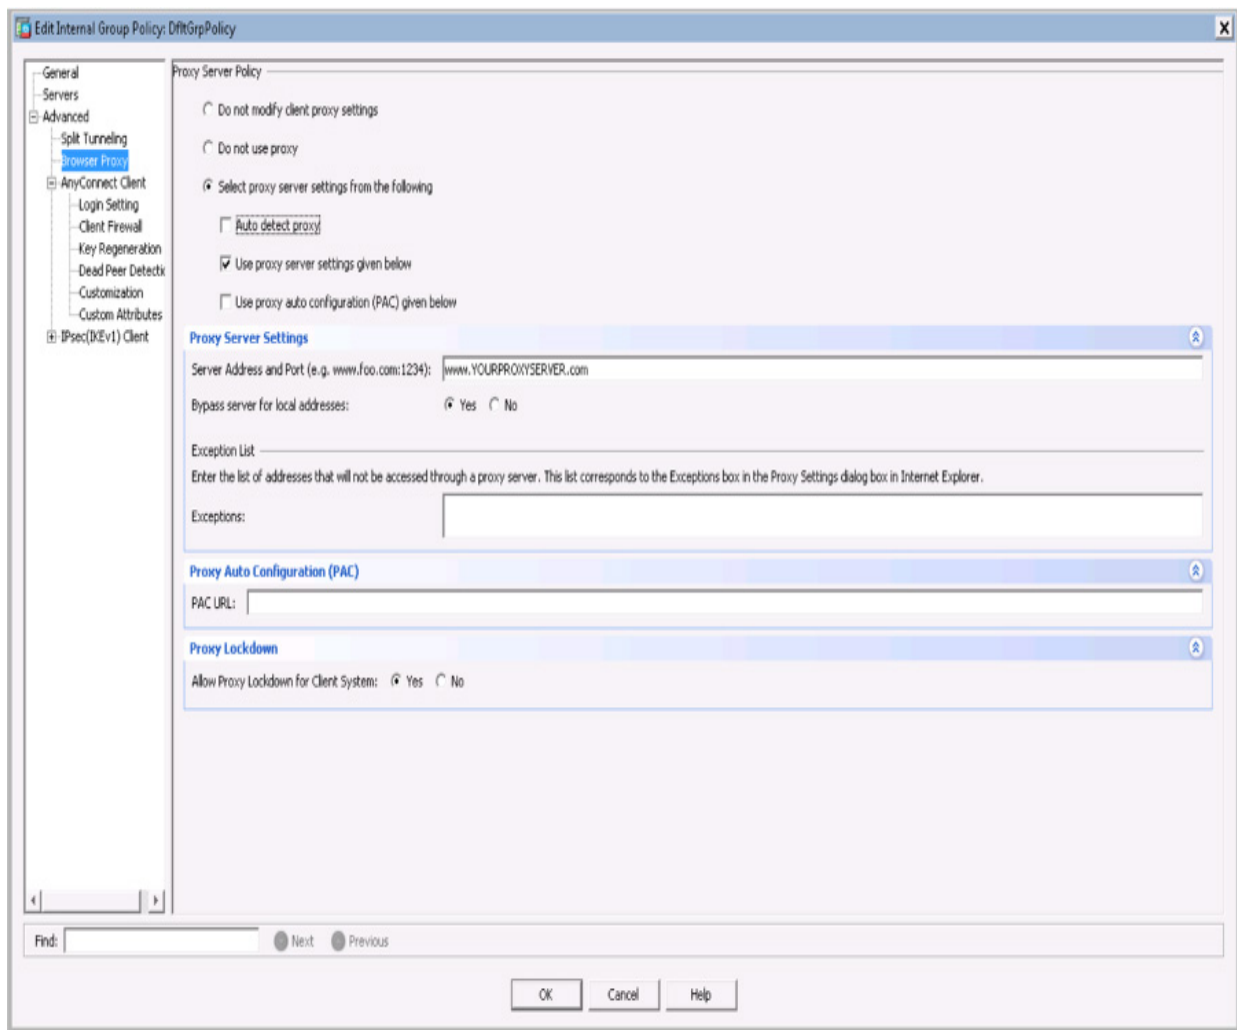 Edit Internal Group Policy: DfltGrpPolicy
General
Servers
Advanced
Split Tunneling
Browser Proxy
AnyConnect Client
Login Setting
Client Firewall
Key Regeneration
Dead Peer Detectic
Customization
Custom Attributes
IPsec(IKEv1) Client
Proxy Server Policy
Do not modify client proxy settings
Do not use proxy
Select proxy server settings from the following
Auto detect proxy
Use proxy server settings given below
Use proxy auto configuration (PAC) given below
Proxy Server Settings
Server Address and Port (e.g. www.foo.com:1234): www.YOURPROXYSERVER.com
Bypass server for local addresses: Yes No
Exception List
Enter the list of addresses that will not be accessed through a proxy server. This list corresponds to the Exceptions box in the Proxy Settings dialog box in Internet Explorer.
Exceptions:
Proxy Auto Configuration (PAC)
PAC URL:
Proxy Lockdown
Allow Proxy Lockdown for Client System: Yes No
Find: Next Previous
OK Cancel Help